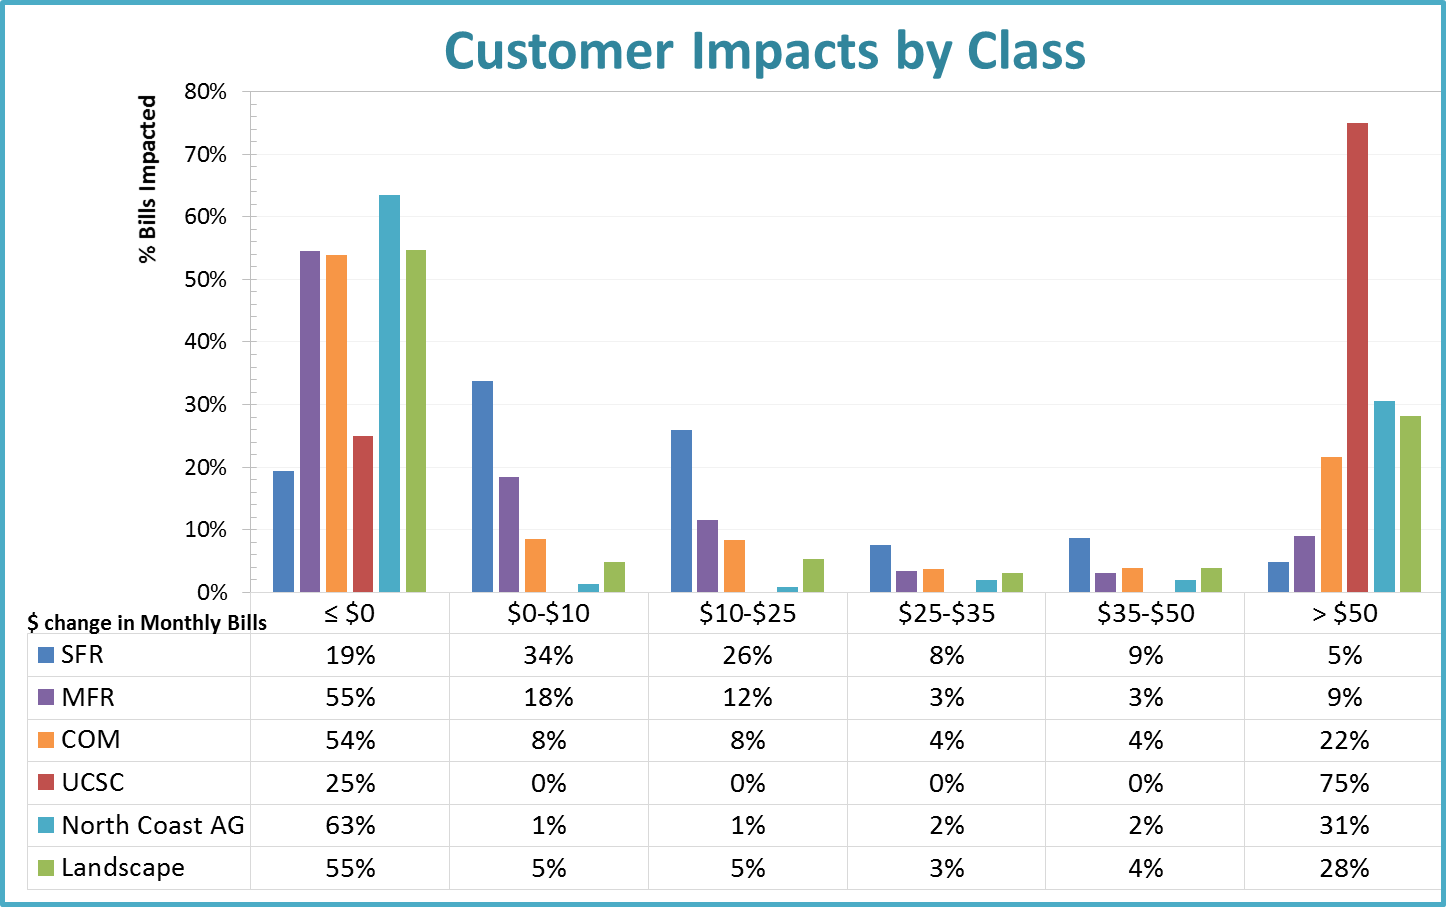 Customer Impacts by Class
% Bills Impacted
80%
70%
60%
50%
40%
30%
20%
10%
0%
$ change in Monthly Bills ≤ $0 $0-$10 $10-$25 $25-$35 $35-$50 > $50
SFR 19% 34% 26% 8% 9% 5%
MFR 55% 18% 12% 3% 3% 9%
COM 54% 8% 8% 4% 4% 22%
UCSC 25% 0% 0% 0% 0% 75%
North Coast AG 63% 1% 1% 2% 2% 31%
Landscape 55% 5% 5% 3% 4% 28%